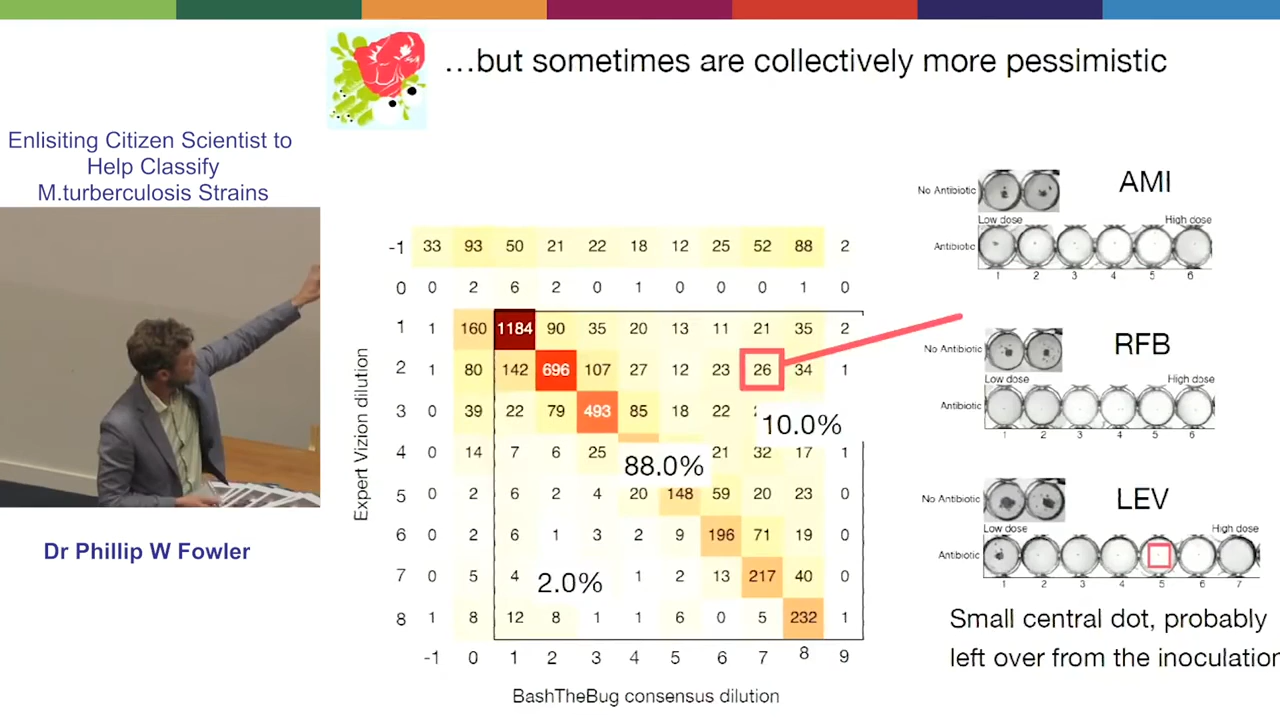 …but sometimes are collectively more pessimistic
Enlisiting Citizen Scientist to
Help Classify
M.turberculosis Strains
Dr Phillip W Fowler
Expert Vizion dilution
-1 33 93 50 21 22 18 12 25 52 88 2
0 0 2 6 2 0 1 0 0 0 1 0
1 1 160 1184 90 35 20 13 11 21 35 2
2 1 80 142 696 107 27 12 23 26 34 1
3 0 39 22 79 493 85 18 22
10.0%
4 0 14 7 6 25 21 32 17 1
88.0%
5 0 2 6 2 4 20 148 59 20 23 0
6 0 2 6 1 3 2 9 196 71 19 0
7 0 5 4 1 2 13 217 40 0
2.0%
8 1 8 12 8 1 1 6 0 5 232 1
-1 0 1 2 3 4 5 6 7 8 9
BashTheBug consensus dilution
No Antibiotic AMI
Low dose High dose
Antibiotic
1 2 3 4 5 6
No Antibiotic RFB
Low dose High dose
Antibiotic
1 2 3 4 5 6
No Antibiotic LEV
Low dose High dose
Antibiotic
1 2 3 4 5 6 7
Small central dot, probably
left over from the inoculation